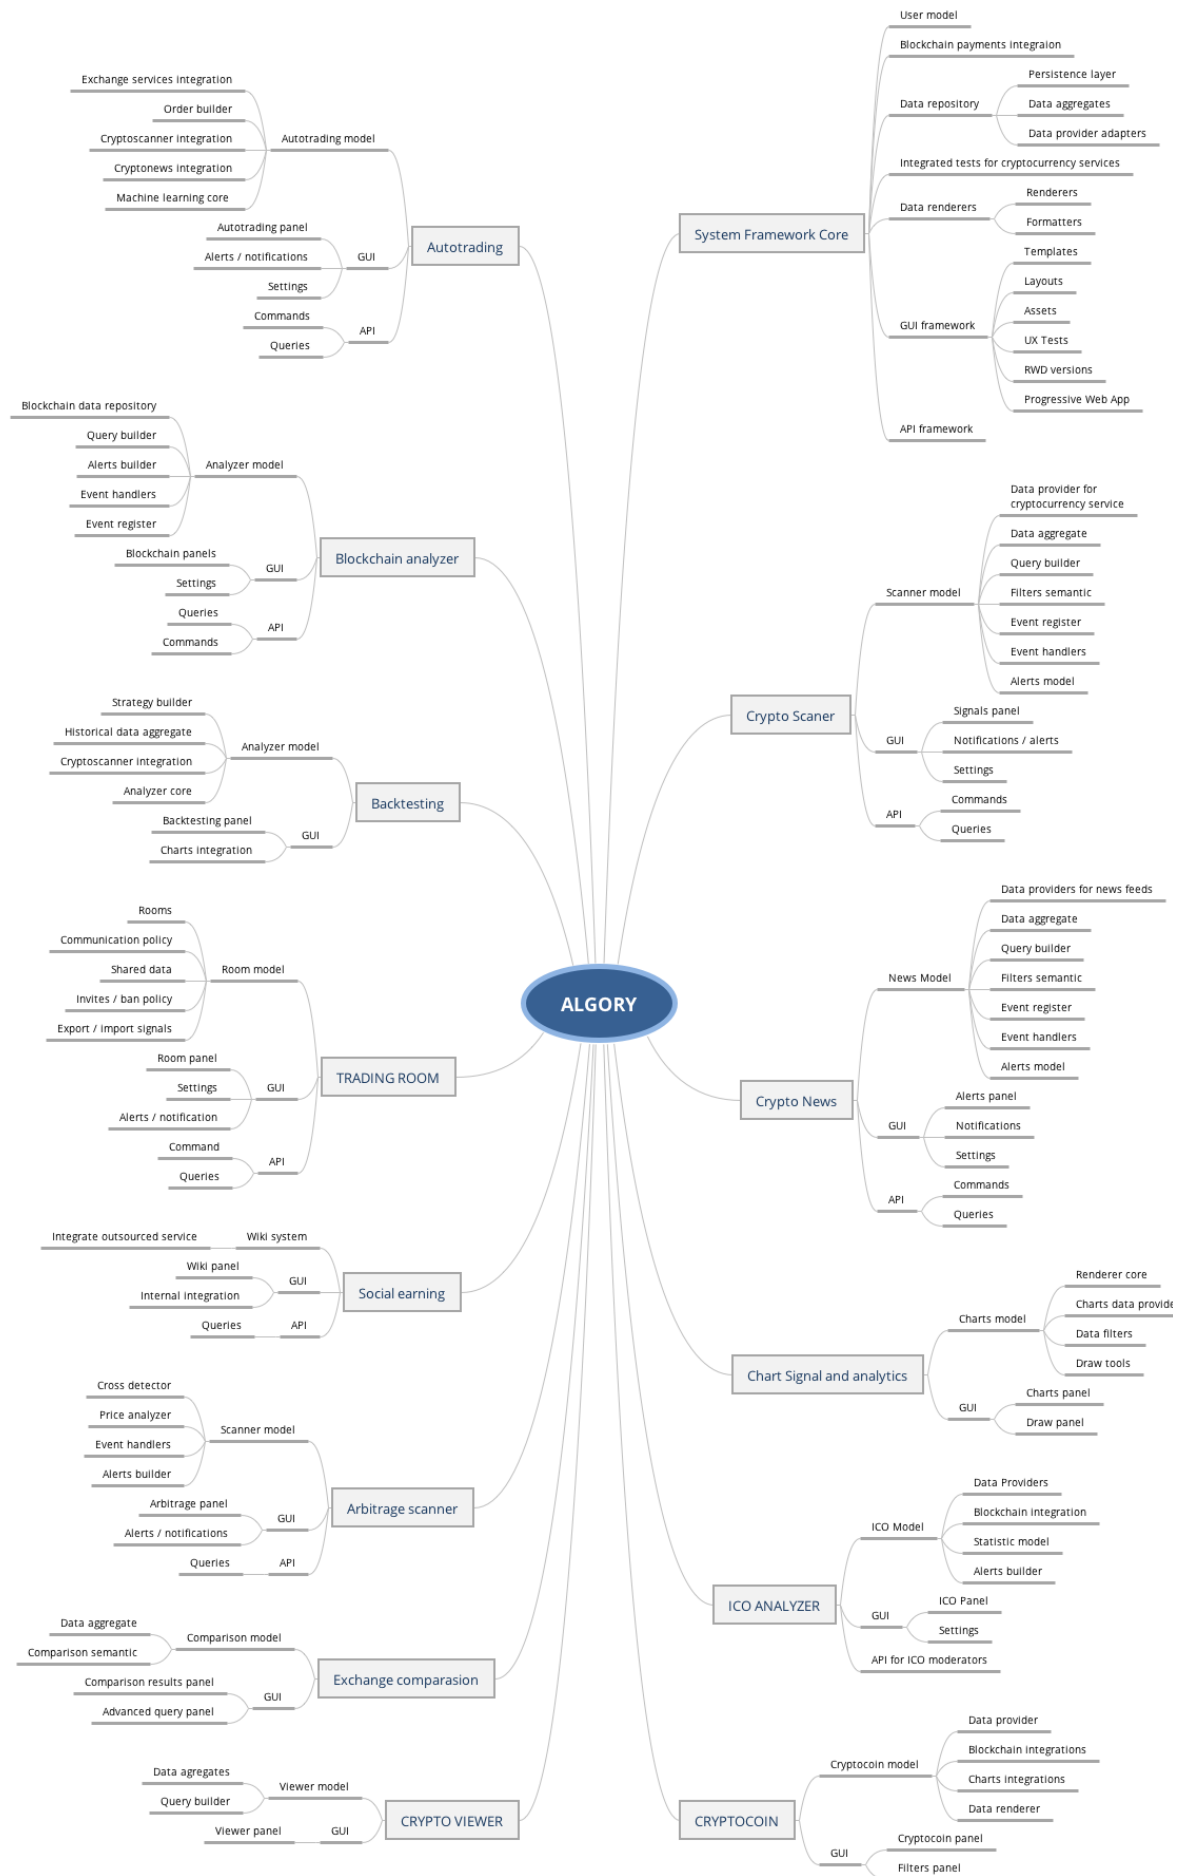 User model
Blockchain payments integraion
Persistence layer
Data repository
Data aggregates
Data provider adapters
Integrated tests for cryptocurrency services
Renderers
Data renderers
Formatters
System Framework Core
Templates
Layouts
Assets
GUI framework
UX Tests
RWD versions
Progressive Web App
API framework
Data provider for
cryptocurrency service
Data aggregate
Query builder
Scanner model
Filters semantic
Event register
Event handlers
Alerts model
Crypto Scaner
Signals panel
GUI
Notifications / alerts
Settings
Commands
API
Queries
Data providers for news feeds
Data aggregate
Query builder
News Model
Filters semantic
Event register
Event handlers
Alerts model
Crypto News
Alerts panel
GUI
Notifications
Settings
Commands
API
Queries
Renderer core
Charts data provide
Charts model
Data filters
Draw tools
Chart Signal and analytics
Charts panel
GUI
Draw panel
Data Providers
Blockchain integration
ICO Model
Statistic model
Alerts builder
ICO ANALYZER
ICO Panel
GUI
Settings
API for ICO moderators
Data provider
Blockchain integrations
Cryptocoin model
Charts integrations
Data renderer
CRYPTOCOIN
Cryptocoin panel
GUI
Filters panel
ALGORY
Exchange services integration
Order builder
Autotrading model
Cryptoscanner integration
Cryptonews integration
Machine learning core
Autotrading
Autotrading panel
GUI
Alerts / notifications
Settings
Commands
API
Queries
Blockchain data repository
Query builder
Analyzer model
Alerts builder
Event handlers
Event register
Blockchain analyzer
Blockchain panels
GUI
Settings
Queries
API
Commands
Strategy builder
Historical data aggregate
Analyzer model
Cryptoscanner integration
Analyzer core
Backtesting
Backtesting panel
GUI
Charts integration
Rooms
Communication policy
Room model
Shared data
Invites / ban policy
Export / import signals
TRADING ROOM
Room panel
GUI
Settings
Alerts / notification
Command
API
Queries
Integrate outsourced service
Wiki system
Wiki panel
GUI
Internal integration
Social earning
Queries
API
Cross detector
Price analyzer
Scanner model
Event handlers
Alerts builder
Arbitrage scanner
Arbitrage panel
GUI
Alerts / notifications
Queries
API
Data aggregate
Comparison model
Comparison semantic
Exchange comparasion
Comparison results panel
GUI
Advanced query panel
Data agregates
Viewer model
Query builder
CRYPTO VIEWER
Viewer panel
GUI